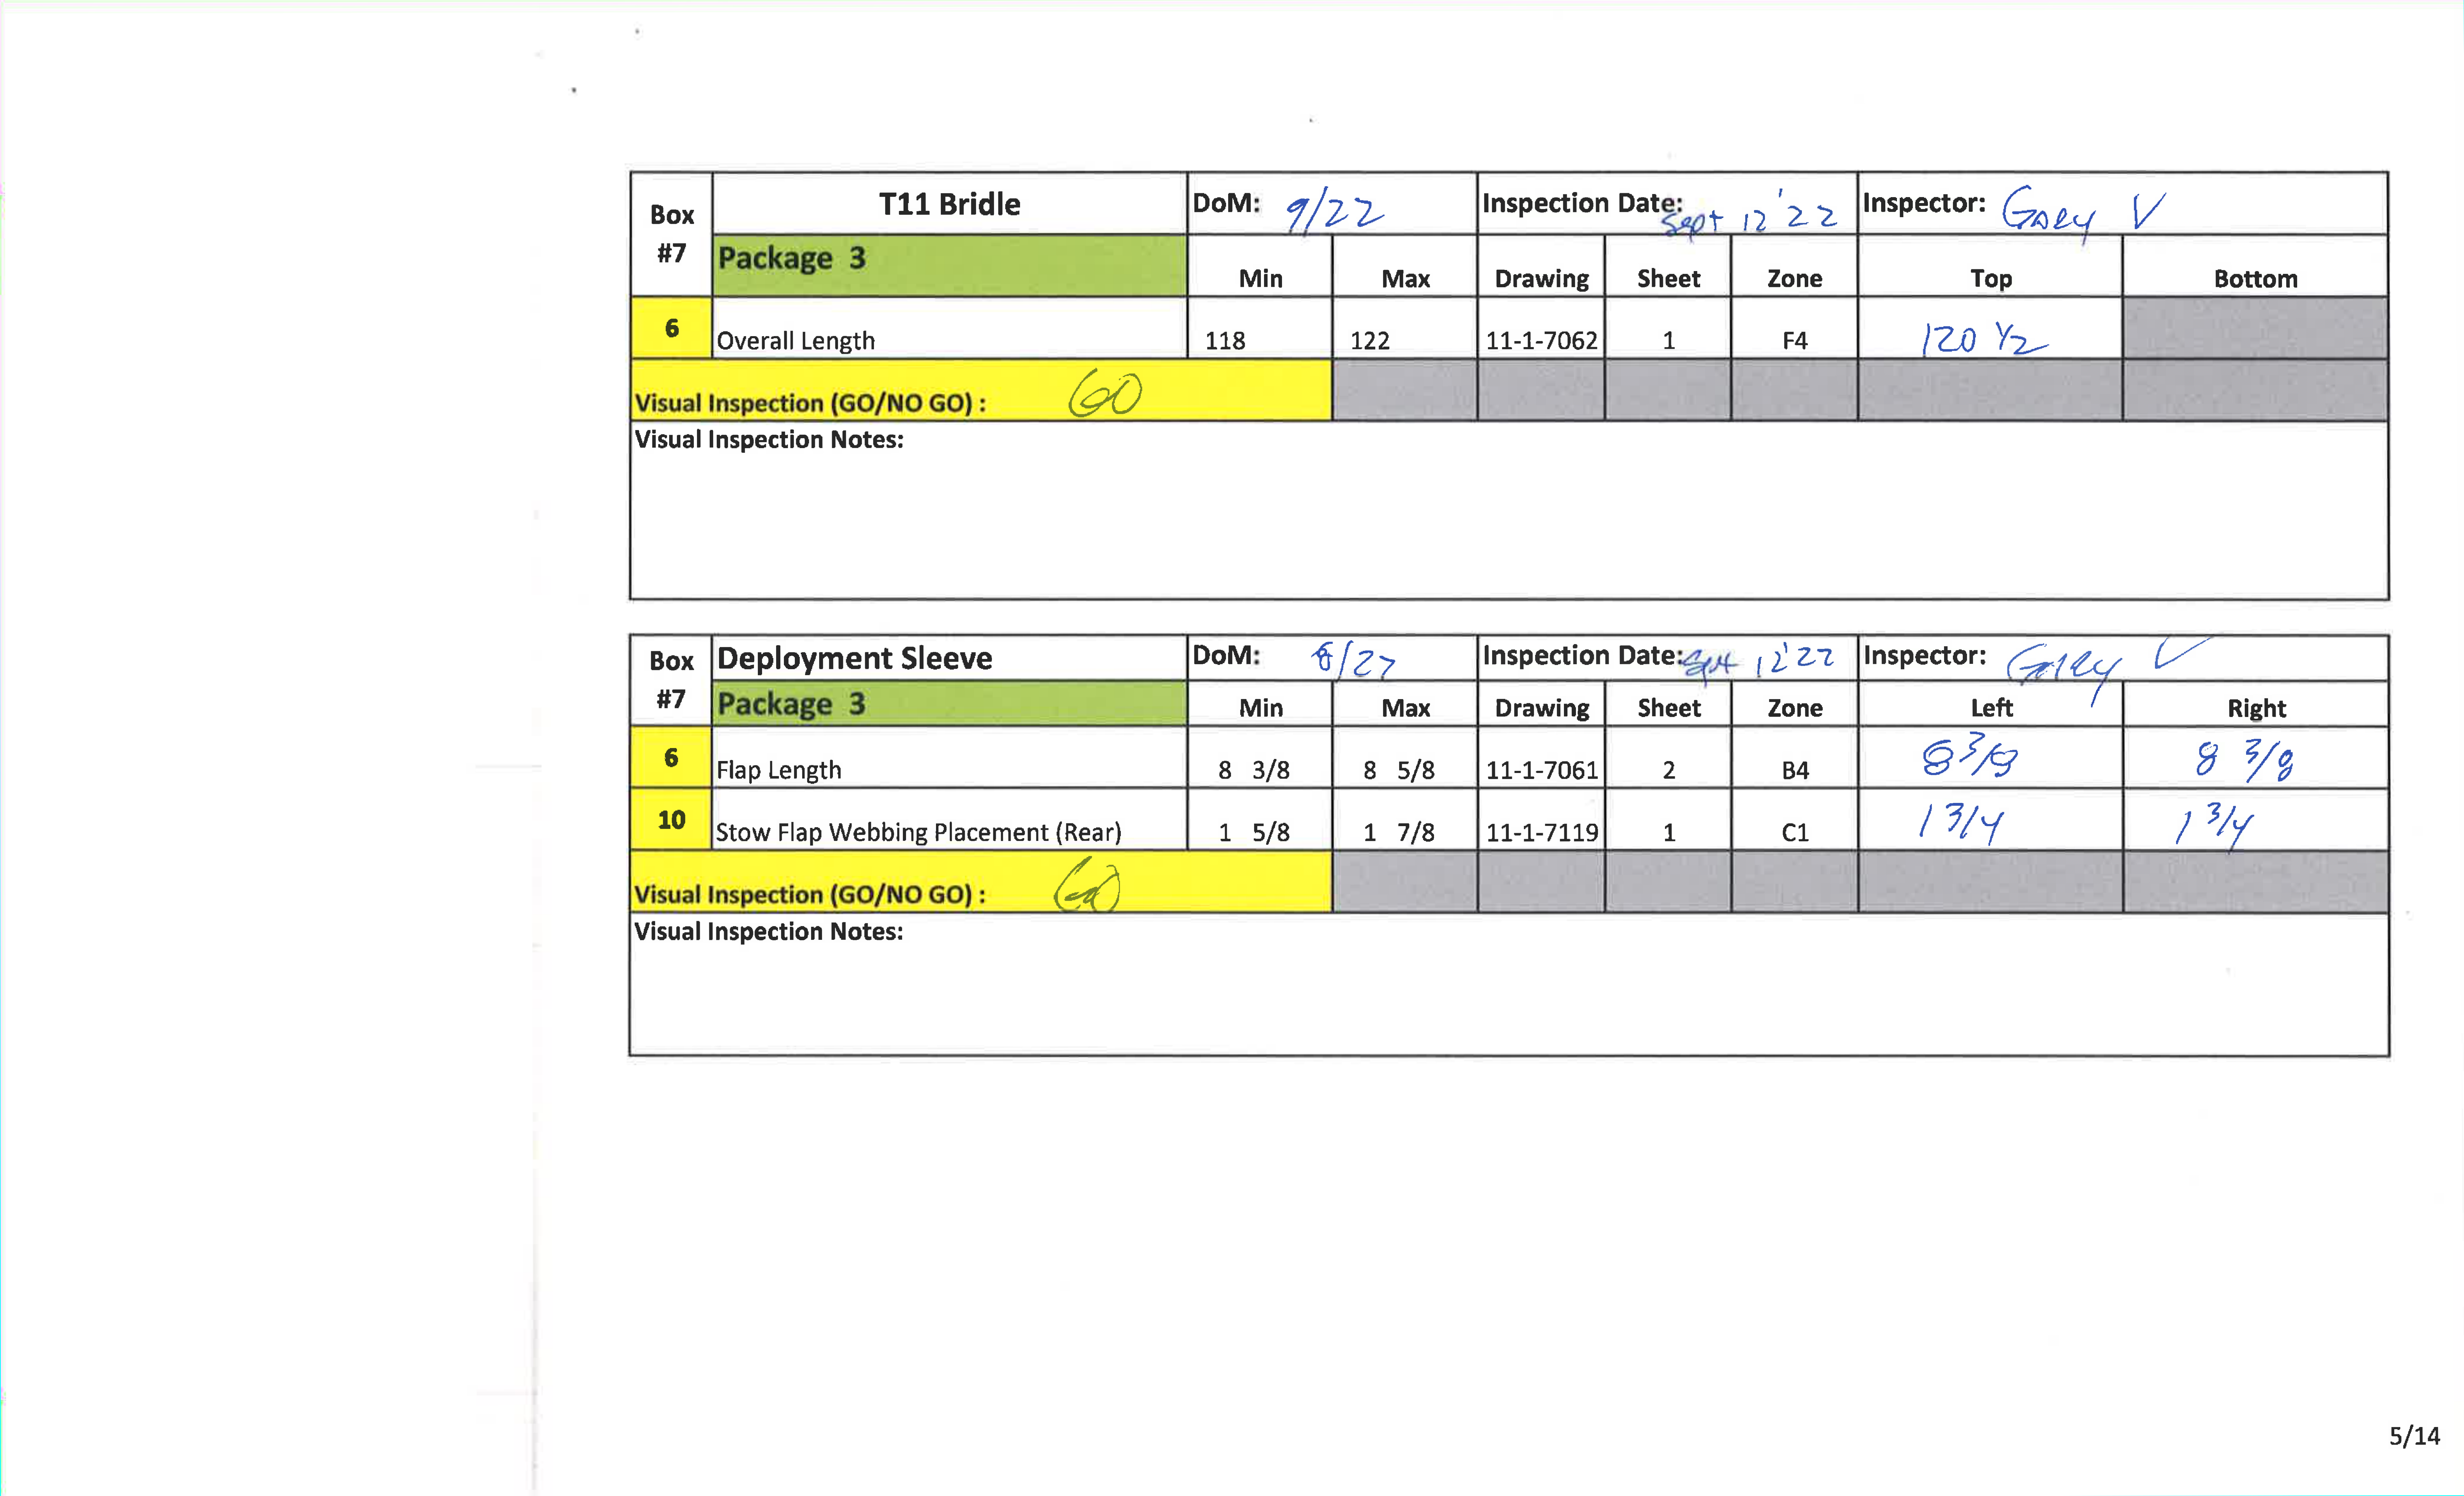 Box #7 T11 Bridle DoM: 9/22 Inspection Date: Sept 12 '22 Inspector: Gary V
Package 3 Min Max Drawing Sheet Zone Top Bottom
6 Overall Length 118 122 11-1-7062 1 F4 120 1/2
Visual Inspection (GO/NO GO) : GO
Visual Inspection Notes:
Box #7 Deployment Sleeve DoM: 8/22 Inspection Date: Sept 12 '22 Inspector: Gary V
Package 3 Min Max Drawing Sheet Zone Left Right
6 Flap Length 8 3/8 8 5/8 11-1-7061 2 B4 8 3/8 8 3/8
10 Stow Flap Webbing Placement (Rear) 1 5/8 1 7/8 11-1-7119 1 C1 1 3/4 1 3/4
Visual Inspection (GO/NO GO) : GO
Visual Inspection Notes:
5/14